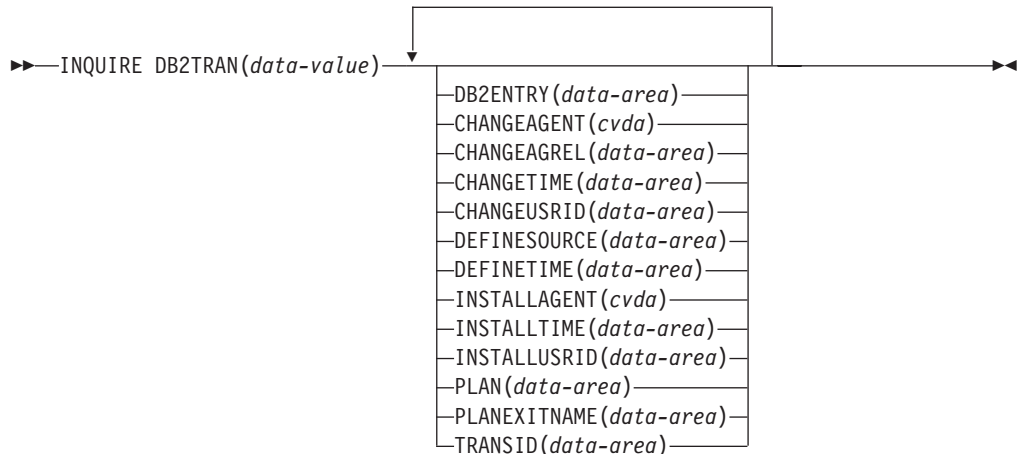 INQUIRE DB2TRAN(data-value)
DB2ENTRY(data-area)
CHANGEAGENT(cvda)
CHANGEAGREL(data-area)
CHANGETIME(data-area)
CHANGEUSRID(data-area)
DEFINESOURCE(data-area)
DEFINETIME(data-area)
INSTALLAGENT(cvda)
INSTALLTIME(data-area)
INSTALLUSRID(data-area)
PLAN(data-area)
PLANEXITNAME(data-area)
TRANSID(data-area)